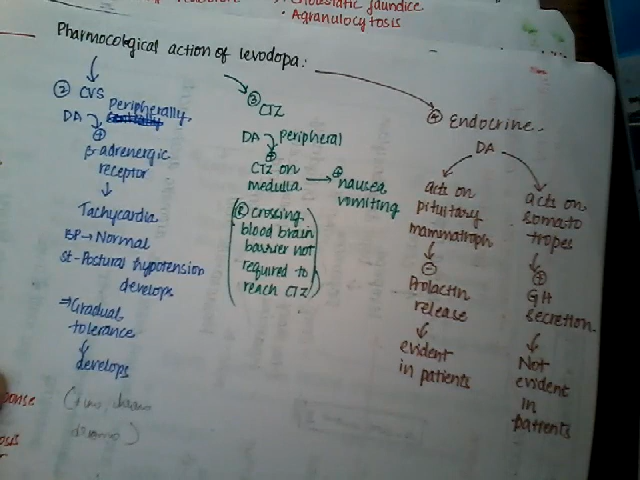 Cholestatic Jaundice
• Agranulocytosis
Pharmocological action of levodopa:
② CVS
Peripherally
DA
⊕
β-adrenergic
receptor
↓
Tachycardia
BP → Normal
st-Postural hypotension
develops
⇒ Gradual
tolerance
↓
develops
③ CTZ
DA peripheral
⊕
CTZ on
medulla → ⊕
nausea
vomiting
crossing
blood brain
barrier not
required to
reach CTZ
④ Endocrine.
DA
acts on
pituitary
mammatroph
↓
⊖
Prolactin
release
↓
evident
in patients
acts on
somato
tropes
↓
⊕
GH
secretion.
↓
Not
evident
in
patients